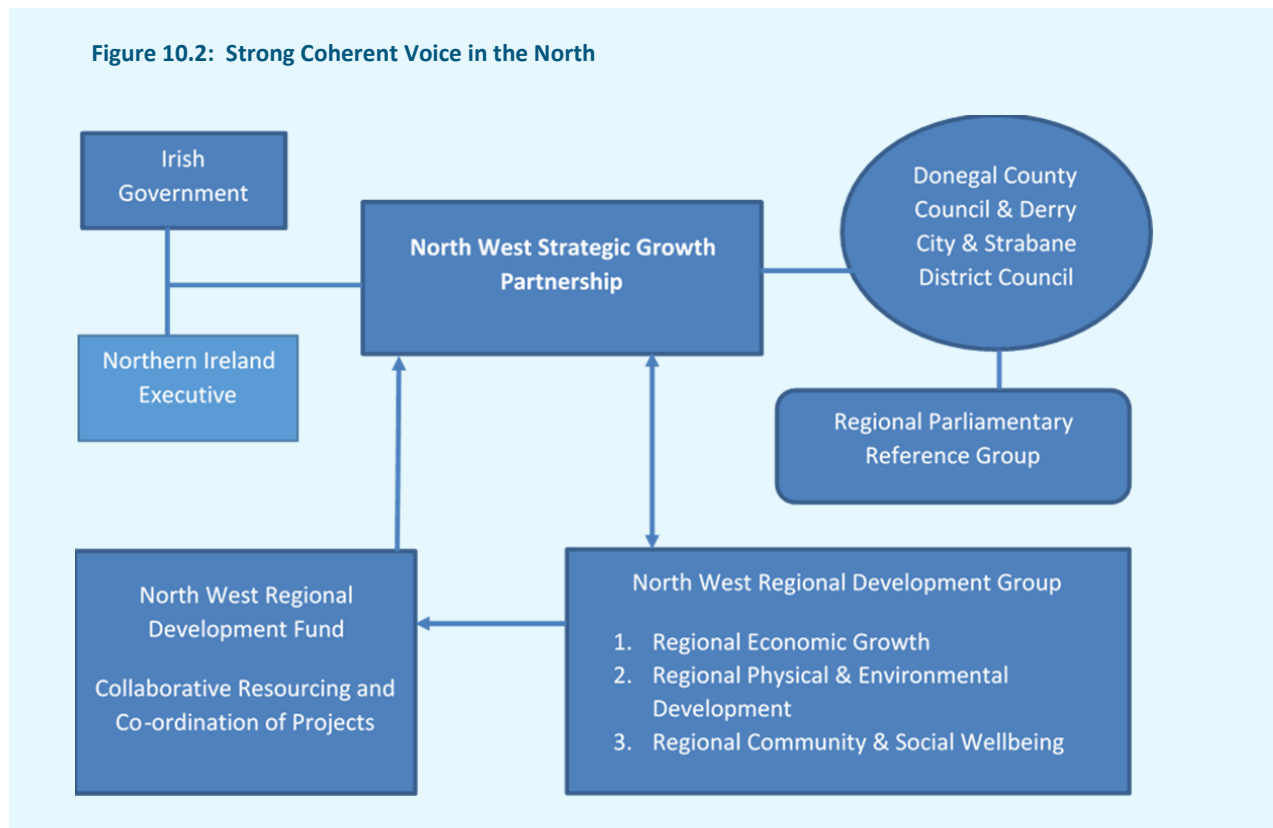 Figure 10.2: Strong Coherent Voice in the North
Irish
Government
North West Strategic Growth
Partnership
Donegal County
Council & Derry
City & Strabane
District Council
Northern Ireland
Executive
Regional Parliamentary
Reference Group
North West Regional
Development Fund
Collaborative Resourcing and
Co-ordination of Projects
North West Regional Development Group
1. Regional Economic Growth
2. Regional Physical & Environmental
Development
3. Regional Community & Social Wellbeing